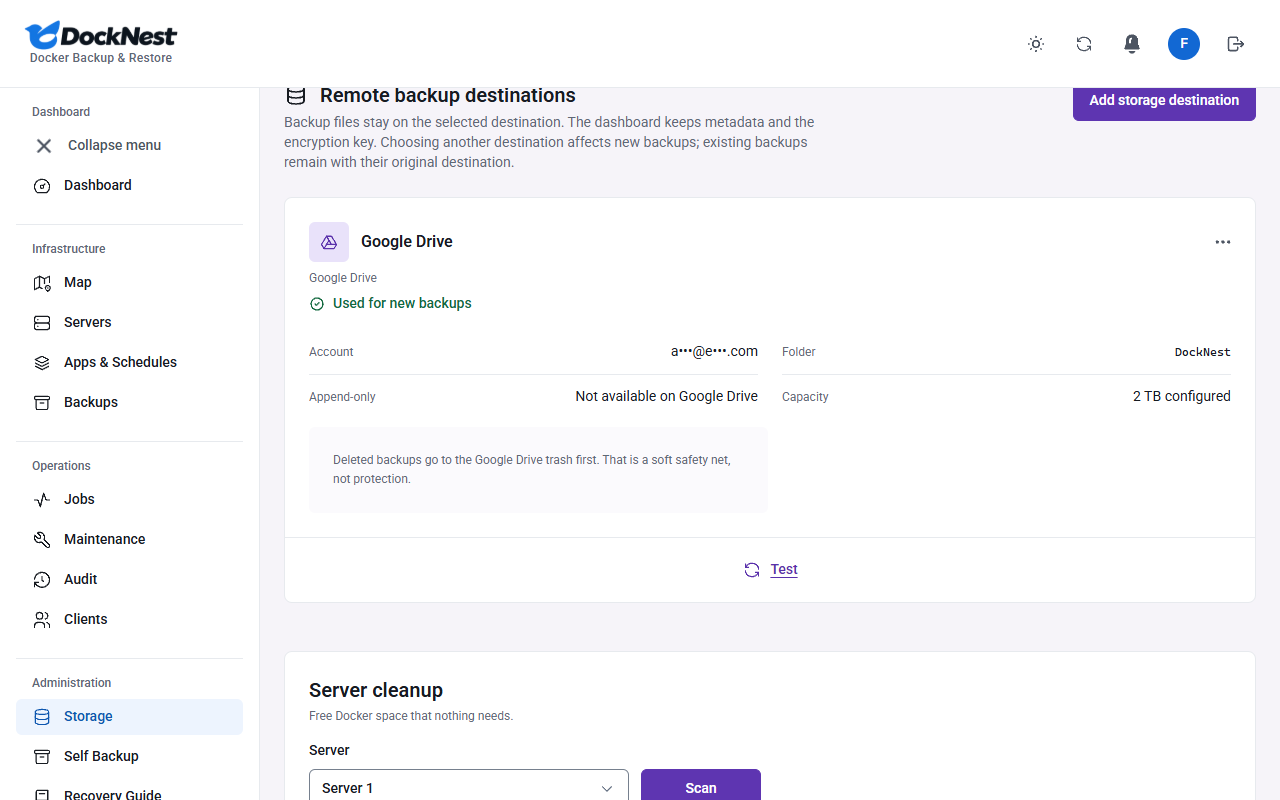 DockNest
Docker Backup & Restore
F
Dashboard
Collapse menu
Dashboard
Infrastructure
Map
Servers
Apps & Schedules
Backups
Operations
Jobs
Maintenance
Audit
Clients
Administration
Storage
Self Backup
Recovery Guide
Remote backup destinations
Add storage destination
Backup files stay on the selected destination. The dashboard keeps metadata and the
encryption key. Choosing another destination affects new backups; existing backups
remain with their original destination.
Google Drive
Google Drive
Used for new backups
Account
a•••@e•••.com
Folder
DockNest
Append-only
Not available on Google Drive
Capacity
2 TB configured
Deleted backups go to the Google Drive trash first. That is a soft safety net,
not protection.
Test
Server cleanup
Free Docker space that nothing needs.
Server
Server 1
Scan